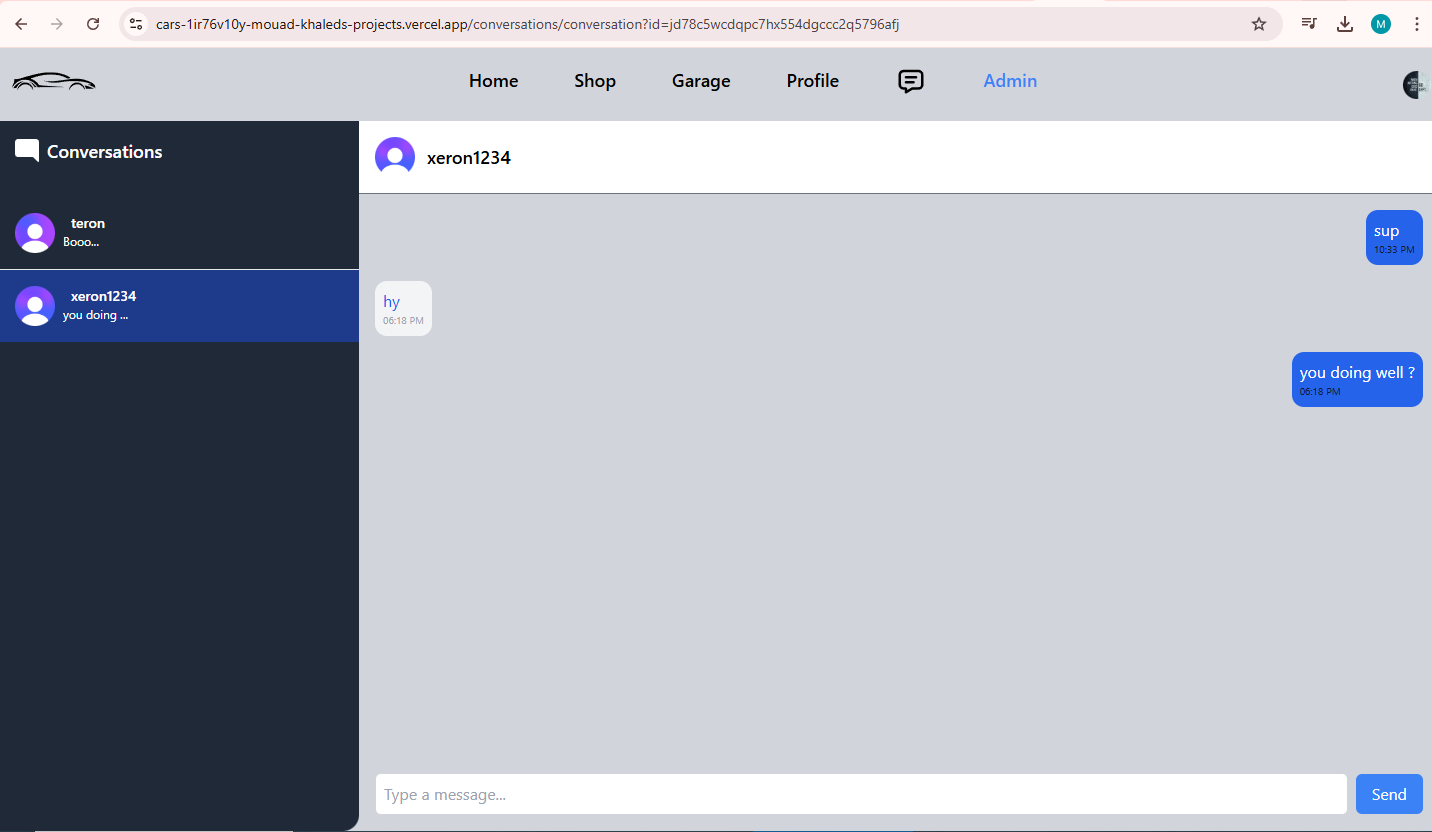 cars-1ir76v10y-mouad-khaleds-projects.vercel.app/conversations/conversation?id=jd78c5wcdqpc7hx554dgccc2q5796afj
M
Home Shop Garage Profile Admin
Conversations
teron
Booo...
xeron1234
you doing ...
xeron1234
sup
10:33 PM
hy
06:18 PM
you doing well ?
06:18 PM
Type a message...
Send